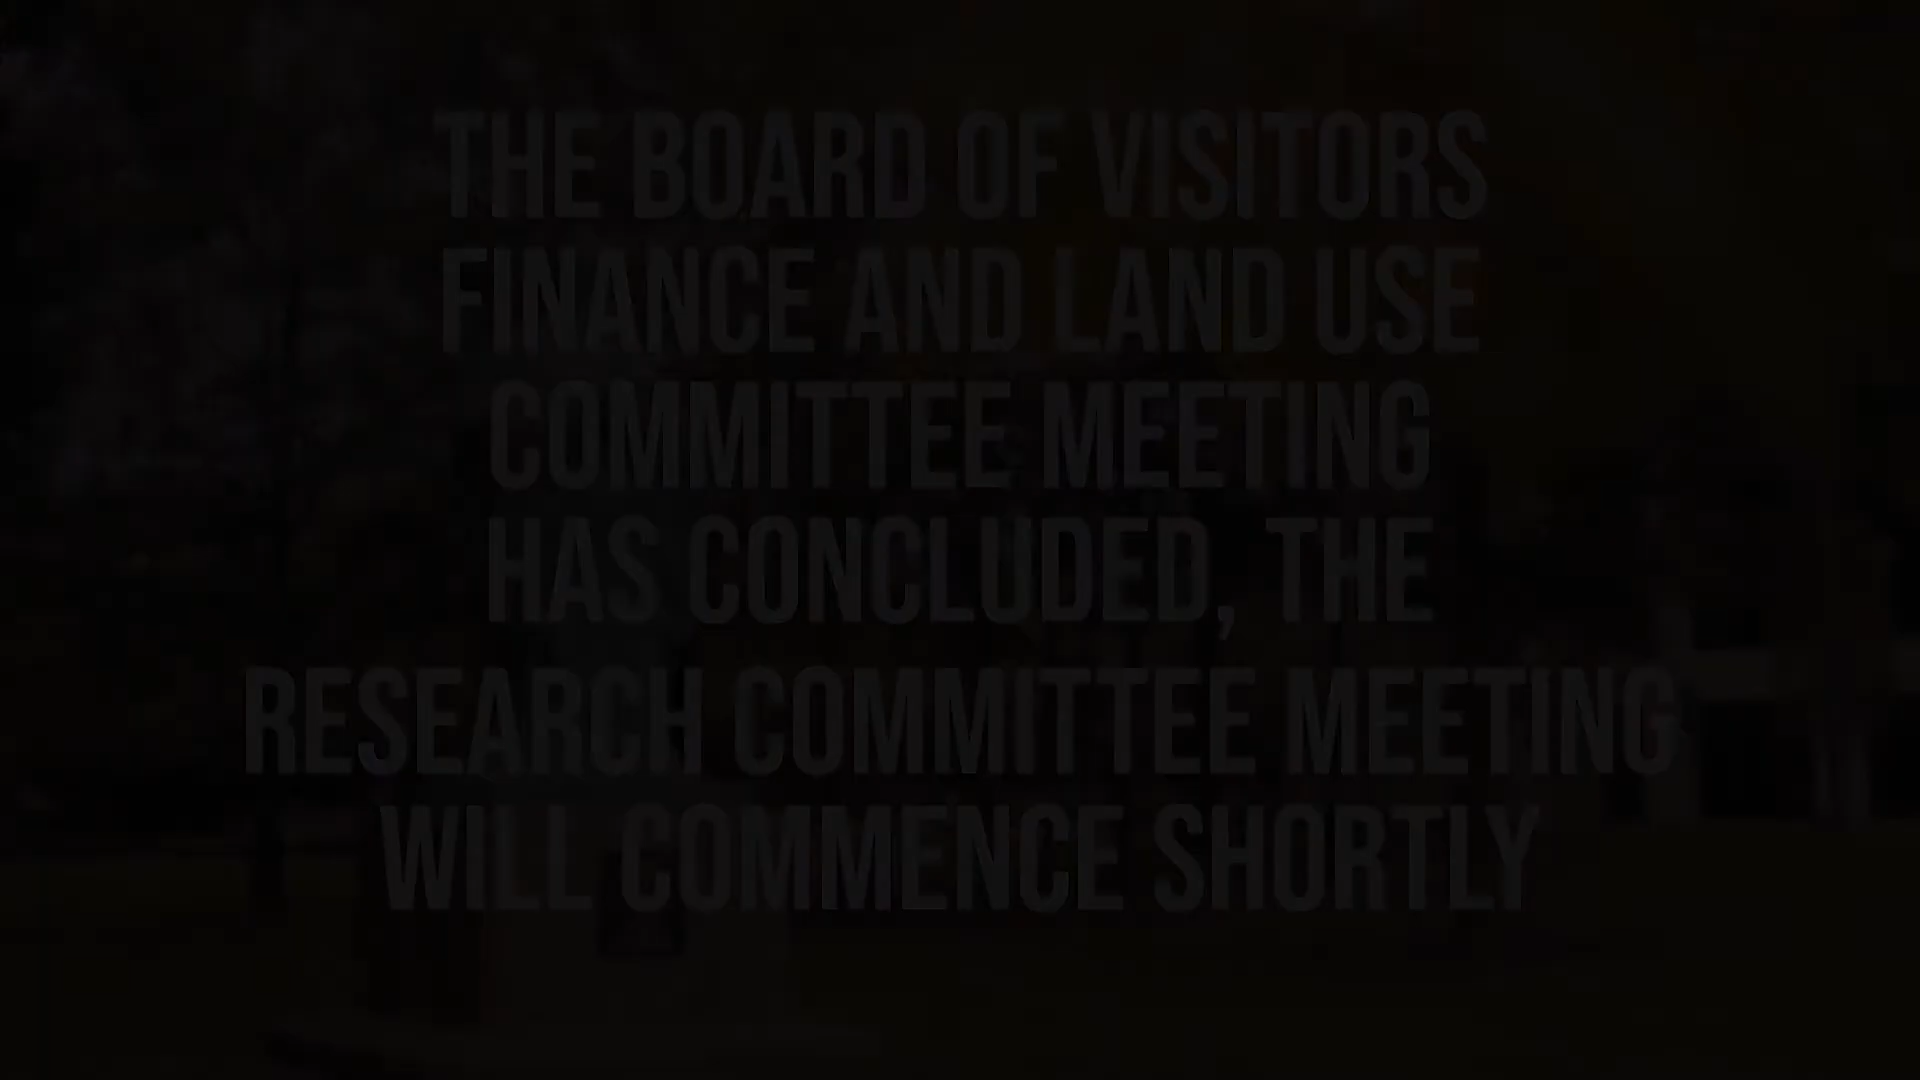 THE BOARD OF VISITORS
FINANCE AND LAND USE
COMMITTEE MEETING
HAS CONCLUDED, THE
RESEARCH COMMITTEE MEETING
WILL COMMENCE SHORTLY